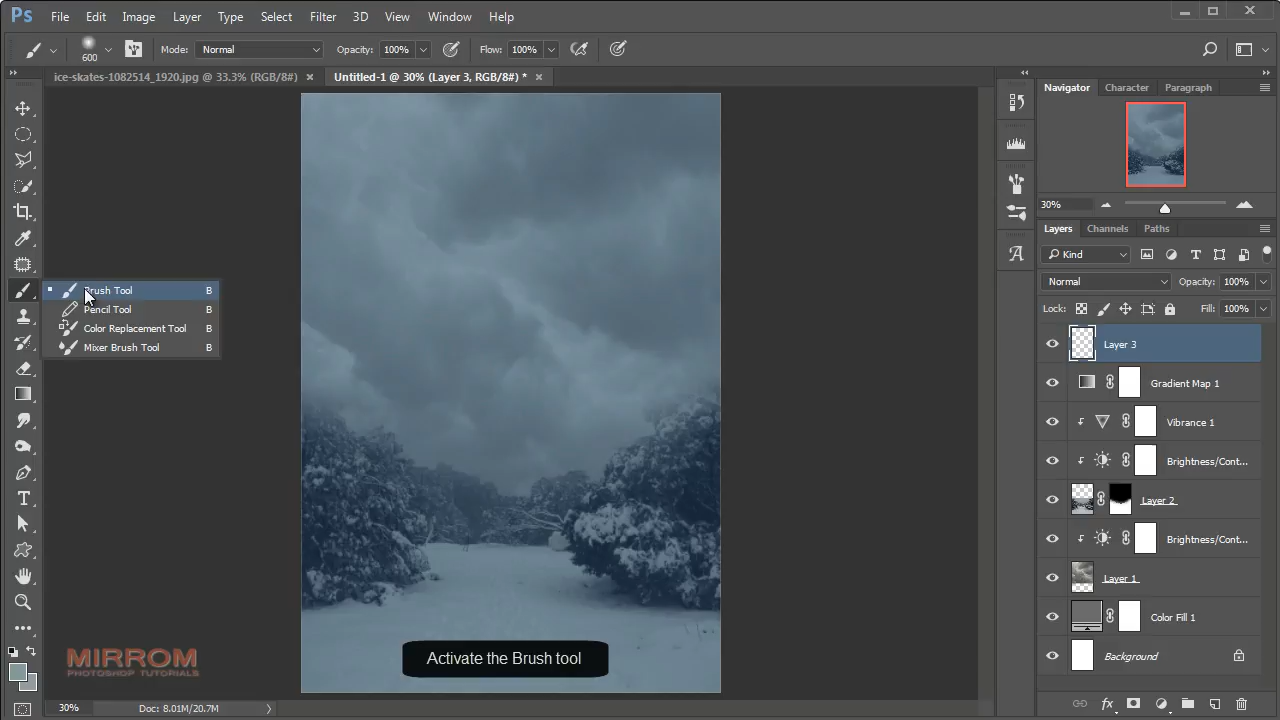 Ps File Edit Image Layer Type Select Filter 3D View Window Help
600 Mode: Normal Opacity: 100% Flow: 100%
ice-skates-1082514_1920.jpg @ 33.3% (RGB/8#) × Untitled-1 @ 30% (Layer 3, RGB/8#) * ×
Navigator Character Paragraph
30%
Layers Channels Paths
Kind
Normal Opacity: 100%
Lock: Fill: 100%
Brush Tool B
Pencil Tool B
Color Replacement Tool B
Mixer Brush Tool B
Layer 3
Gradient Map 1
Vibrance 1
Brightness/Cont...
Layer 2
Brightness/Cont...
Layer 1
Color Fill 1
Background
MIRROM
PHOTOSHOP TUTORIALS
Activate the Brush tool
30% Doc: 8.01M/20.7M